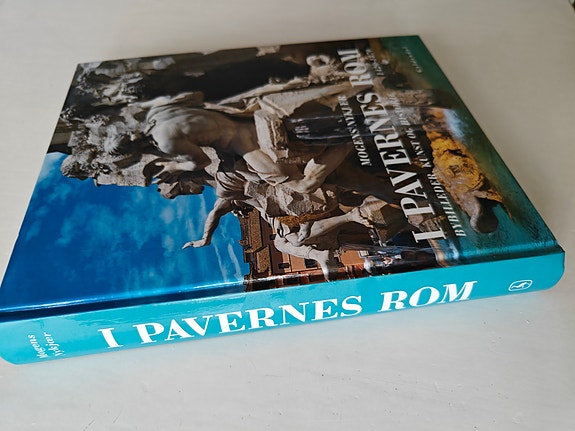 MOGENS NYKJÆR
I PAVERNES ROM
BYBILLEDER, KUNST OG
Mogens
Nykjær
I PAVERNES ROM